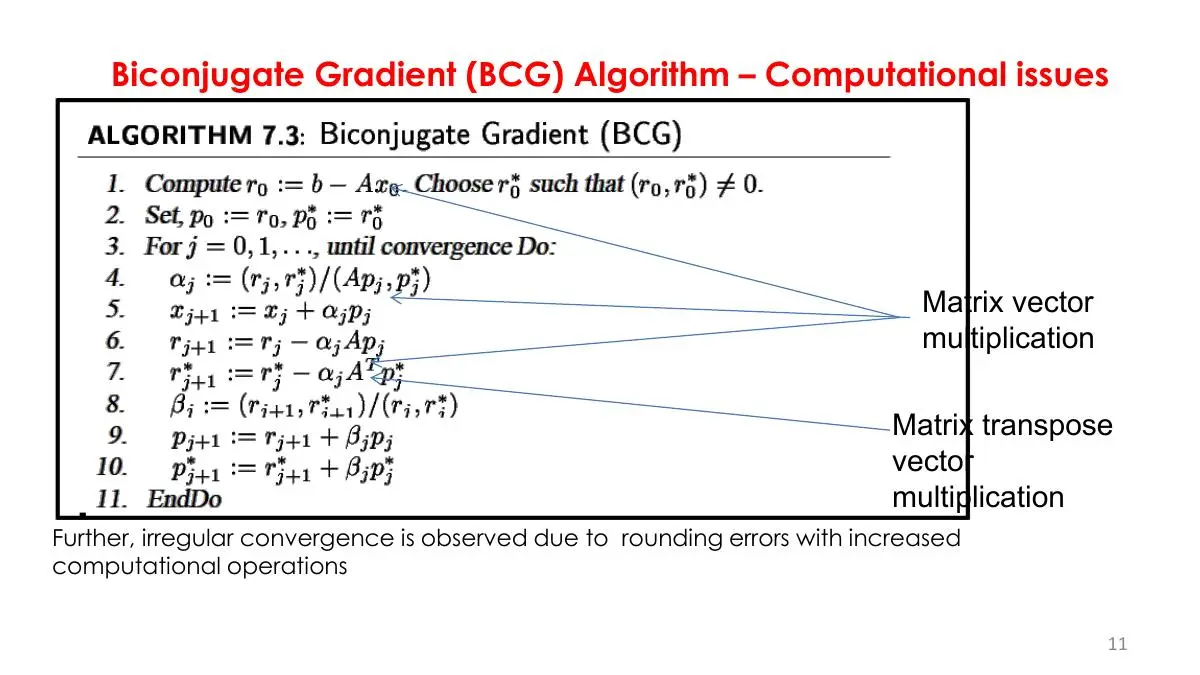 Biconjugate Gradient (BCG) Algorithm – Computational issues
ALGORITHM 7.3: Biconjugate Gradient (BCG)
1. Compute r₀ := b − Ax₀. Choose r₀* such that (r₀, r₀*) ≠ 0.
2. Set, p₀ := r₀, p₀* := r₀*
3. For j = 0, 1, . . ., until convergence Do:
4. αⱼ := (rⱼ, rⱼ*)/(Apⱼ, pⱼ*)
5. xⱼ₊₁ := xⱼ + αⱼpⱼ
6. rⱼ₊₁ := rⱼ − αⱼApⱼ
7. rⱼ₊₁* := rⱼ* − αⱼAᵀpⱼ*
8. βⱼ := (rⱼ₊₁, rⱼ₊₁*)/(rⱼ, rⱼ*)
9. pⱼ₊₁ := rⱼ₊₁ + βⱼpⱼ
10. pⱼ₊₁* := rⱼ₊₁* + βⱼpⱼ*
11. EndDo
Matrix vector
multiplication
Matrix transpose
vector
multiplication
Further, irregular convergence is observed due to rounding errors with increased
computational operations
11